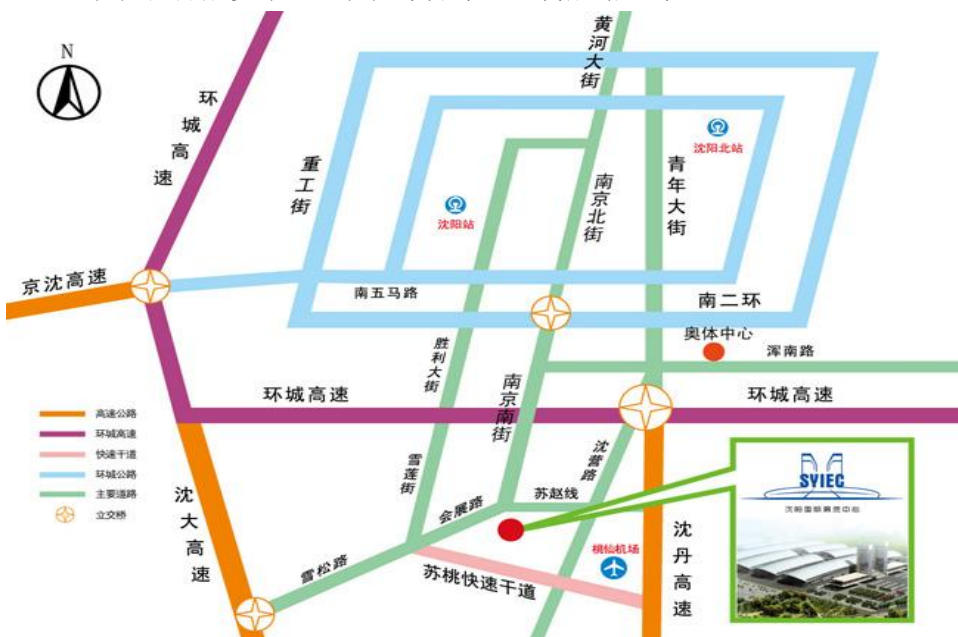 N
黄河大街
环城高速
重工街
沈阳北站
青年大街
沈阳站
南京北街
京沈高速
南五马路
南二环
奥体中心
浑南路
胜利大街
南京南街
环城高速
环城高速
高速公路
环城高速
快速干道
环城公路
主要道路
立交桥
雪莲街
沈营路
沈大高速
会展路
苏赵线
SYIEC
沈阳国际展览中心
雪松路
苏桃快速干道
桃仙机场
沈丹高速